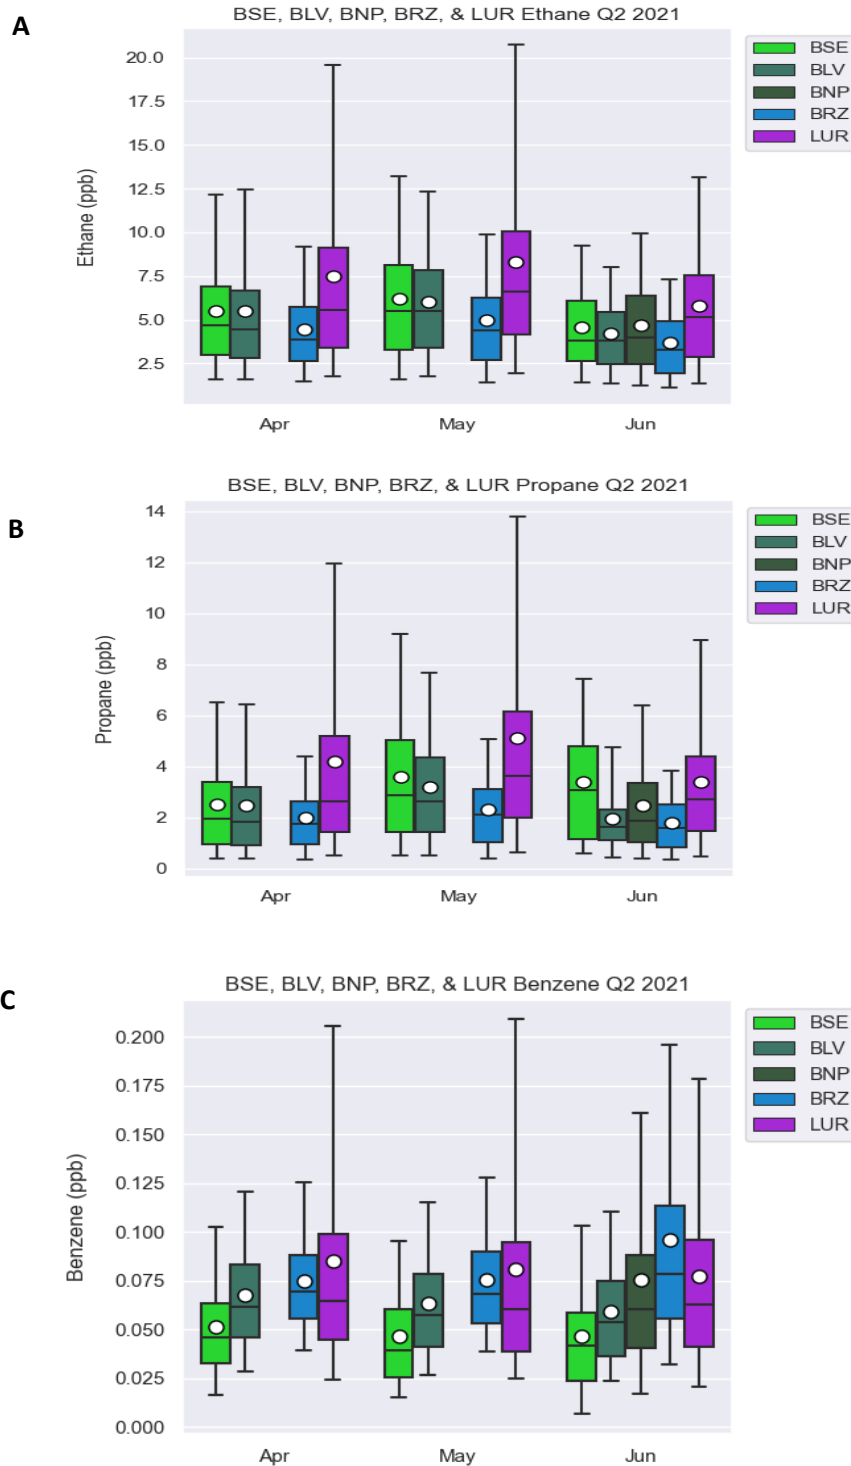 A
BSE, BLV, BNP, BRZ, & LUR Ethane Q2 2021
Ethane (ppb)
20.0
17.5
15.0
12.5
10.0
7.5
5.0
2.5
Apr May Jun
BSE
BLV
BNP
BRZ
LUR
B
BSE, BLV, BNP, BRZ, & LUR Propane Q2 2021
Propane (ppb)
14
12
10
8
6
4
2
0
Apr May Jun
BSE
BLV
BNP
BRZ
LUR
C
BSE, BLV, BNP, BRZ, & LUR Benzene Q2 2021
Benzene (ppb)
0.200
0.175
0.150
0.125
0.100
0.075
0.050
0.025
0.000
Apr May Jun
BSE
BLV
BNP
BRZ
LUR